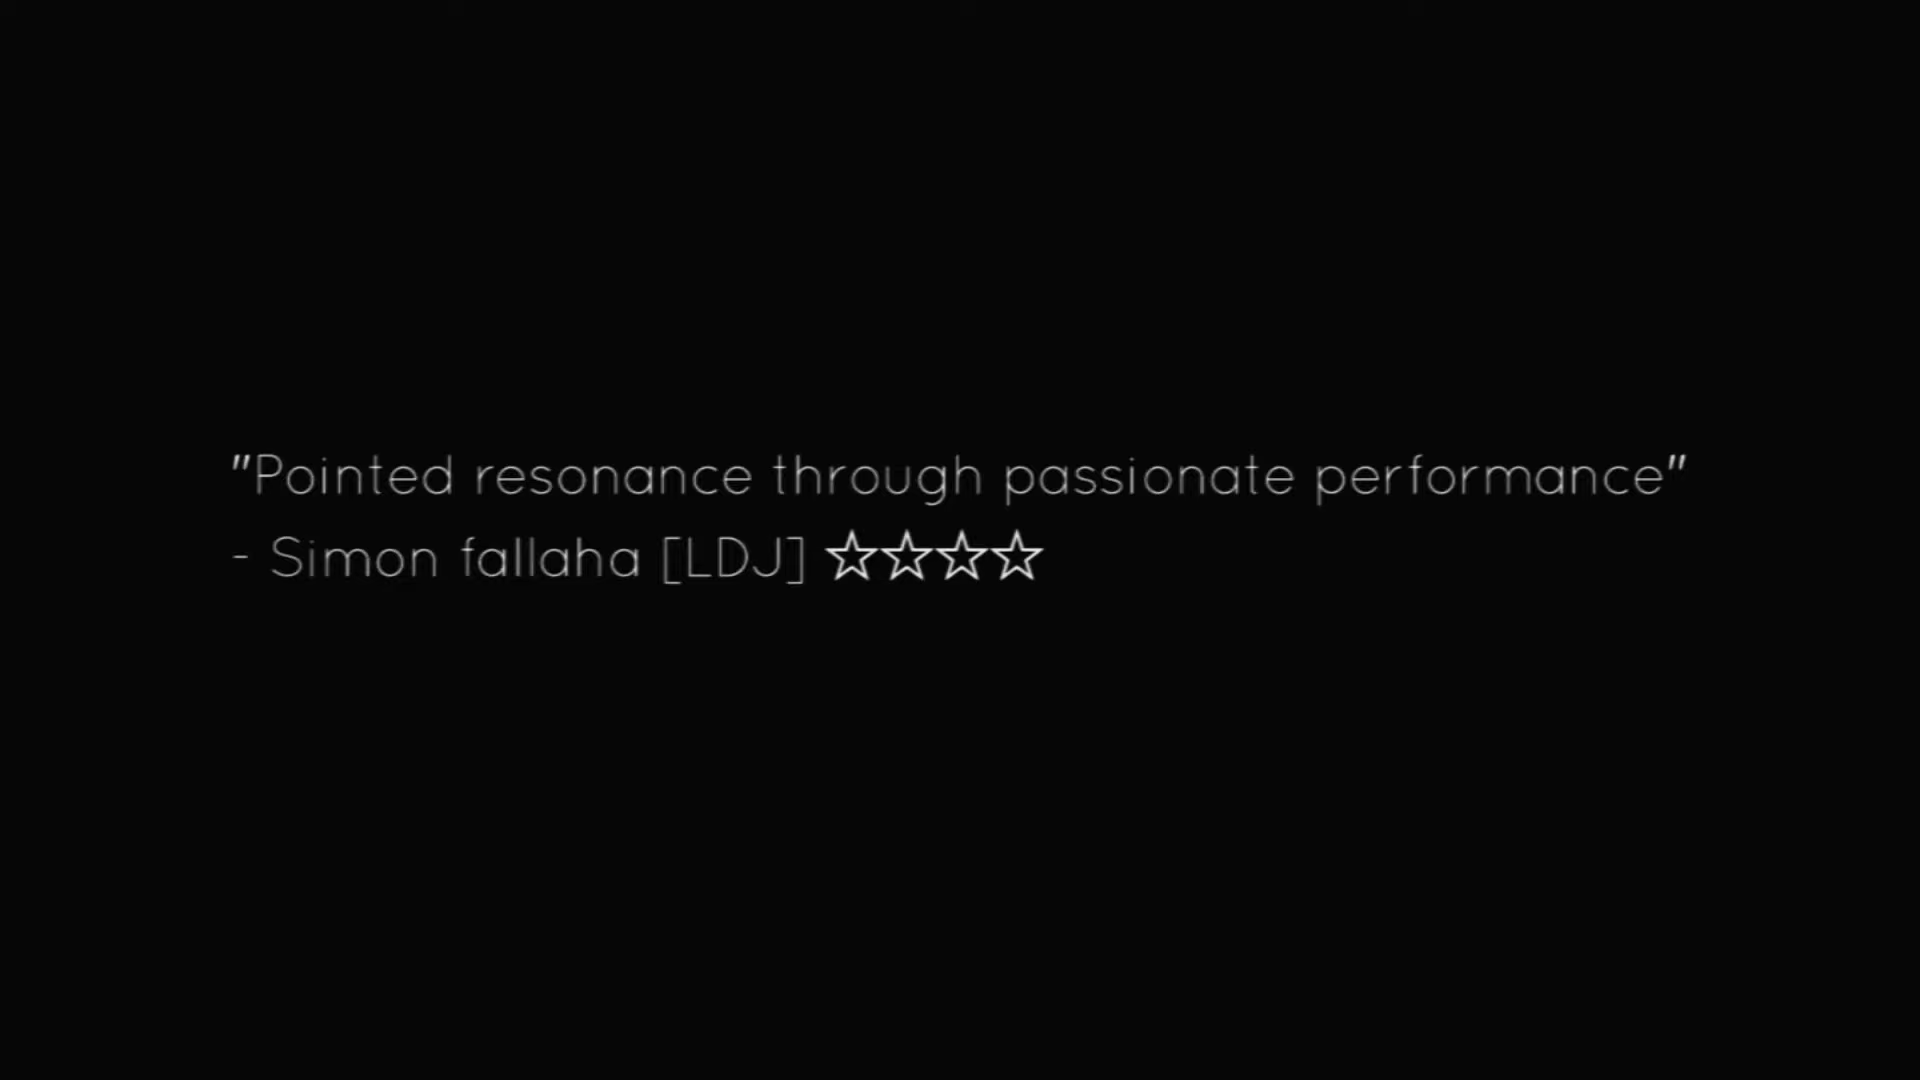 "Pointed resonance through passionate performance"
- Simon fallaha [LDJ] ☆☆☆☆